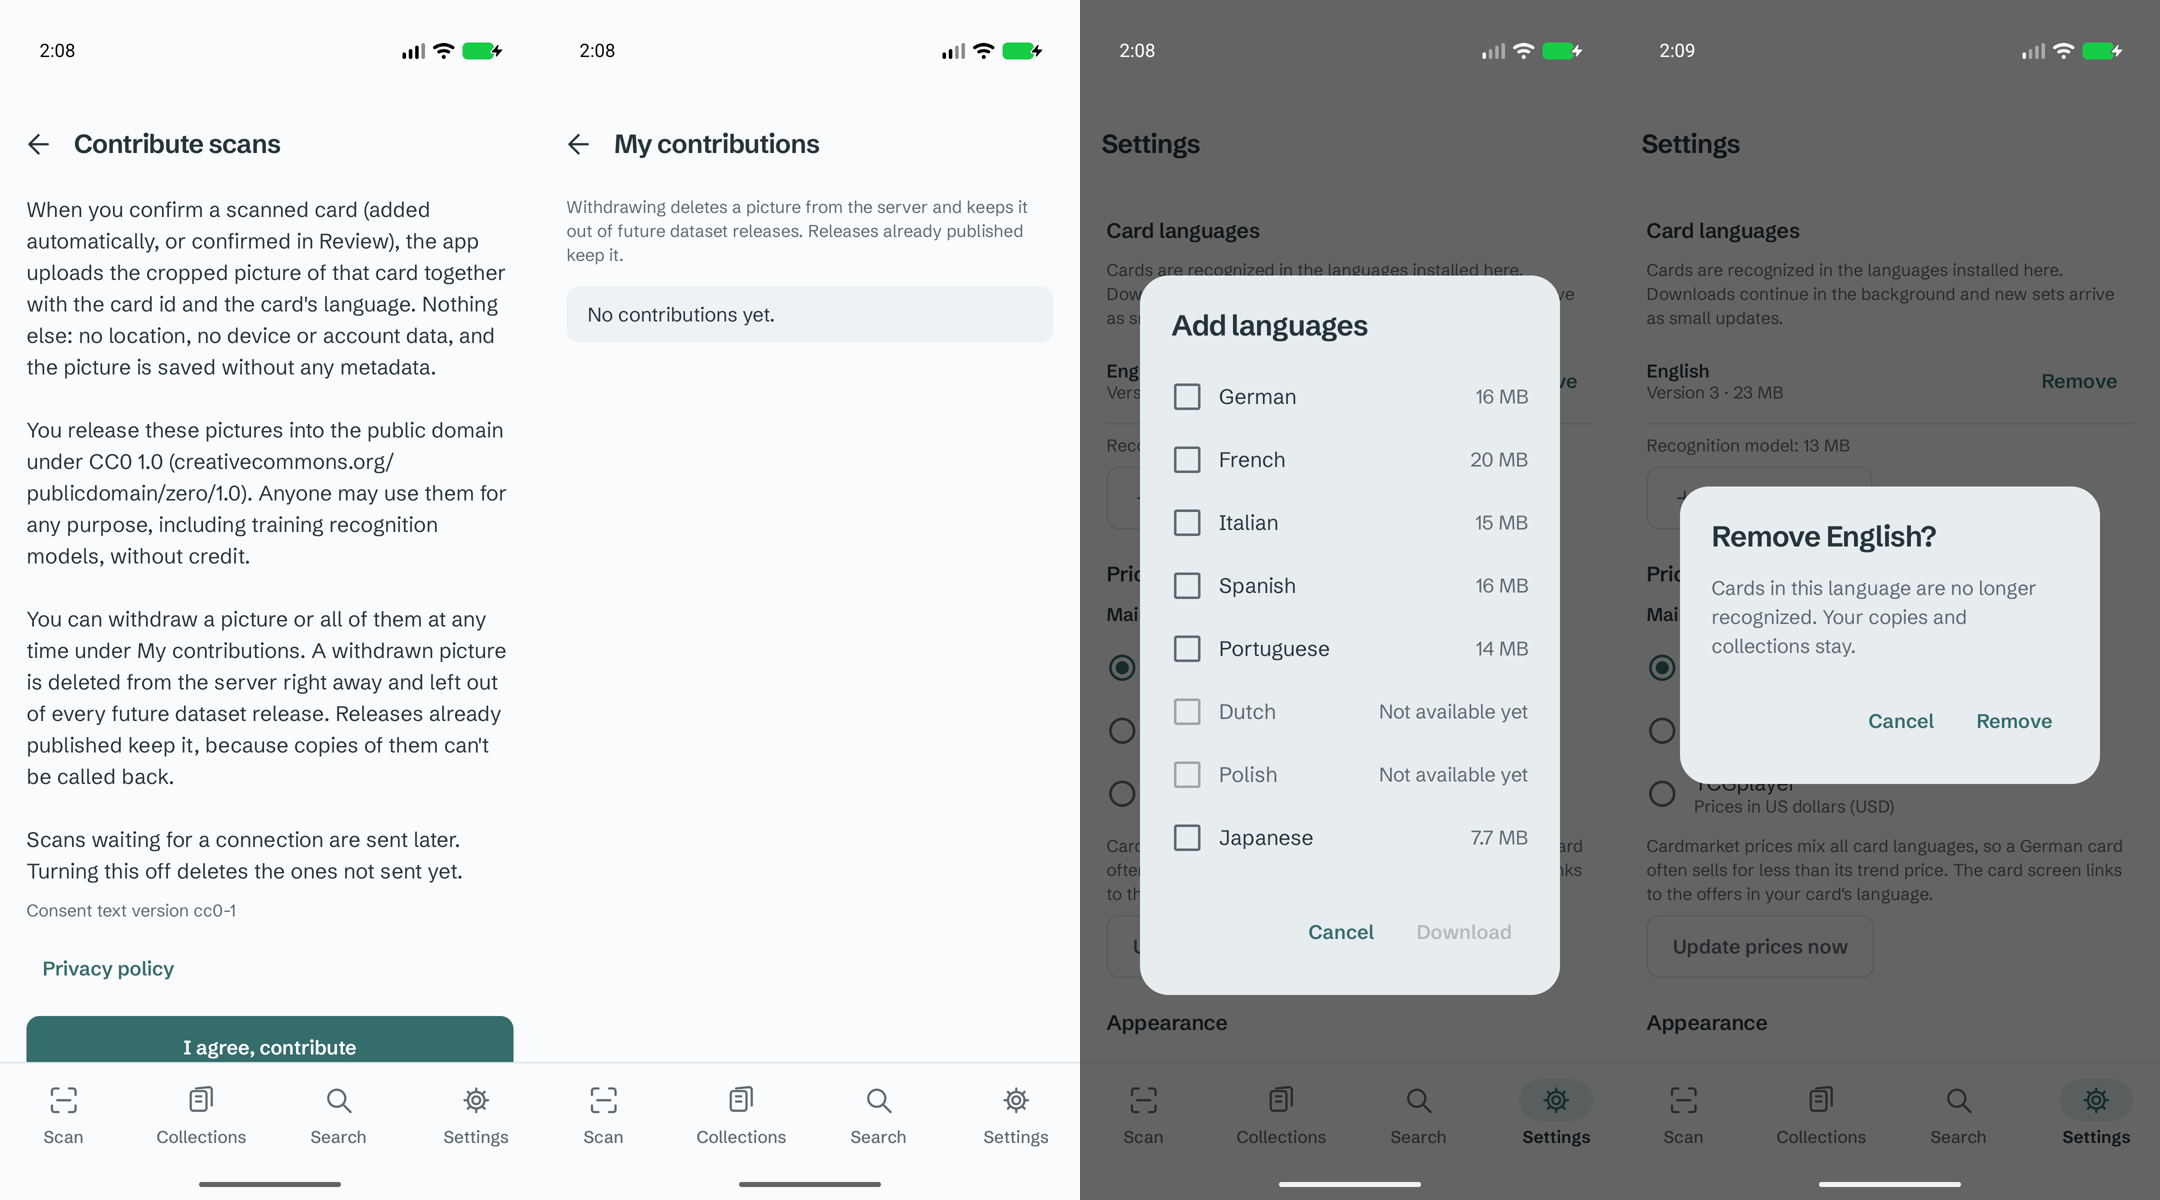 2:08
Contribute scans
When you confirm a scanned card (added
automatically, or confirmed in Review), the app
uploads the cropped picture of that card together
with the card id and the card's language. Nothing
else: no location, no device or account data, and
the picture is saved without any metadata.
You release these pictures into the public domain
under CC0 1.0 (creativecommons.org/
publicdomain/zero/1.0). Anyone may use them for
any purpose, including training recognition
models, without credit.
You can withdraw a picture or all of them at any
time under My contributions. A withdrawn picture
is deleted from the server right away and left out
of every future dataset release. Releases already
published keep it, because copies of them can't
be called back.
Scans waiting for a connection are sent later.
Turning this off deletes the ones not sent yet.
Consent text version cc0-1
Privacy policy
I agree, contribute
Scan
Collections
Search
Settings
2:08
My contributions
Withdrawing deletes a picture from the server and keeps it
out of future dataset releases. Releases already published
keep it.
No contributions yet.
Scan
Collections
Search
Settings
2:08
Settings
Card languages
Cards are recognized in the languages installed here.
Add languages
German 16 MB
French 20 MB
Italian 15 MB
Spanish 16 MB
Portuguese 14 MB
Dutch Not available yet
Polish Not available yet
Japanese 7.7 MB
Cancel Download
Appearance
Scan
Collections
Search
Settings
2:09
Settings
Card languages
Cards are recognized in the languages installed here.
Downloads continue in the background and new sets arrive
as small updates.
English
Version 3 · 23 MB
Remove
Recognition model: 13 MB
Remove English?
Cards in this language are no longer
recognized. Your copies and
collections stay.
Cancel Remove
TCGplayer
Prices in US dollars (USD)
Cardmarket prices mix all card languages, so a German card
often sells for less than its trend price. The card screen links
to the offers in your card's language.
Update prices now
Appearance
Scan
Collections
Search
Settings